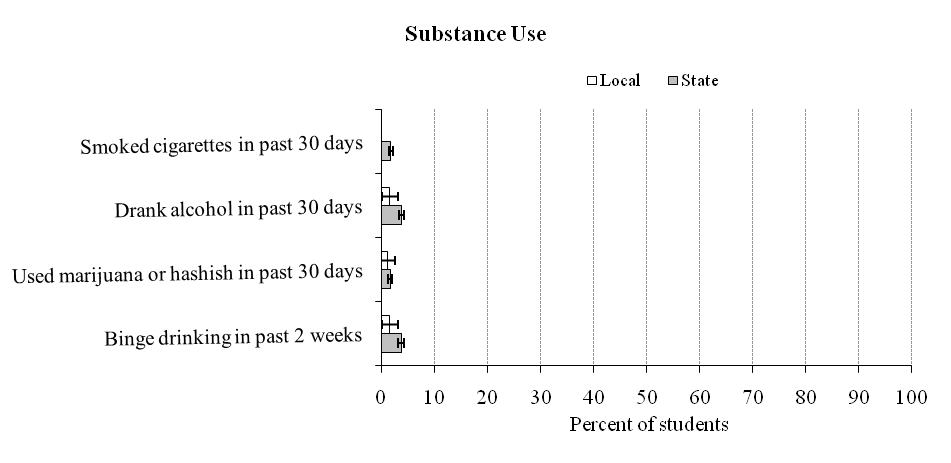 Substance Use
Local State
Smoked cigarettes in past 30 days
Drank alcohol in past 30 days
Used marijuana or hashish in past 30 days
Binge drinking in past 2 weeks
0 10 20 30 40 50 60 70 80 90 100
Percent of students